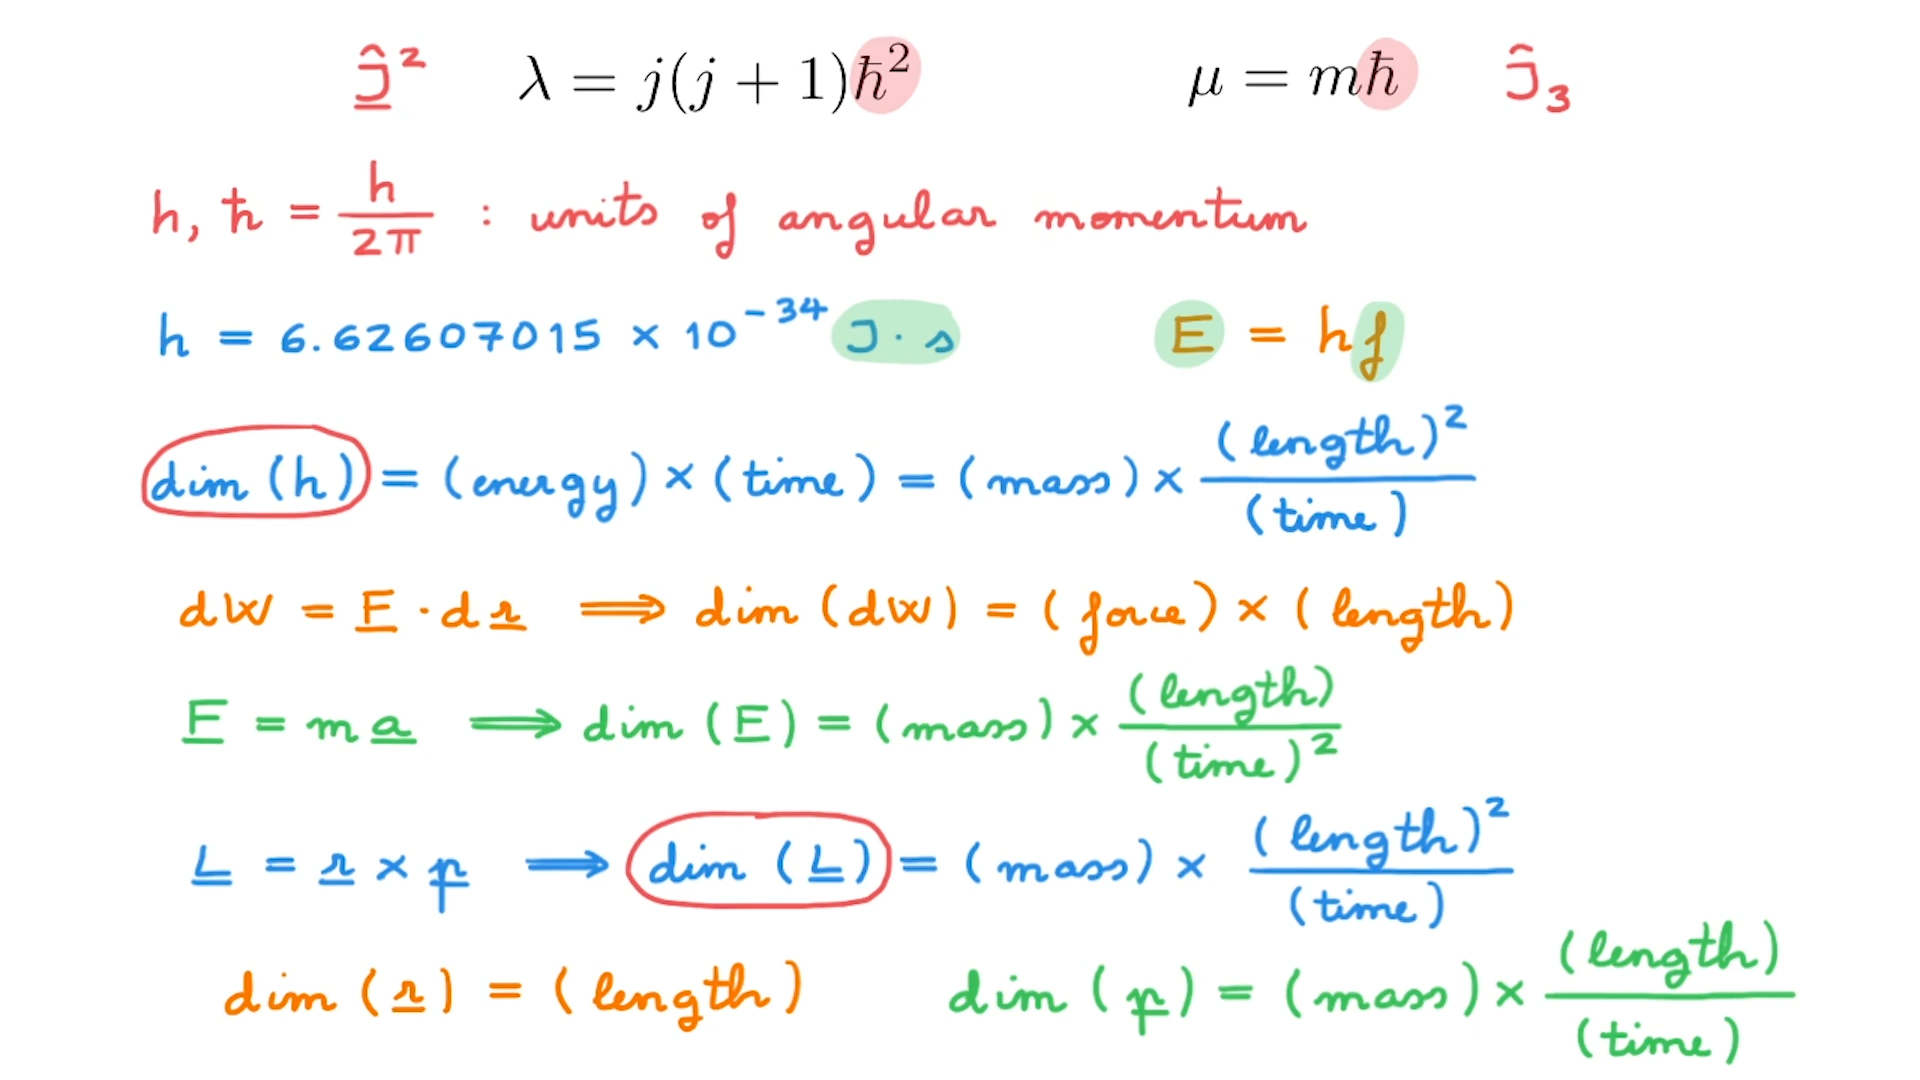 Ĵ² λ = j(j + 1)ħ² μ = mħ Ĵ₃
h, ħ = h/2π : units of angular momentum
h = 6.62607015 × 10⁻³⁴ J · s E = hf
dim (h) = (energy) × (time) = (mass) × (length)²/(time)
dW = F · dr ⟹ dim (dW) = (force) × (length)
F = ma ⟹ dim (F) = (mass) × (length)/(time)²
L = r × p ⟹ dim (L) = (mass) × (length)²/(time)
dim (r) = (length) dim (p) = (mass) × (length)/(time)